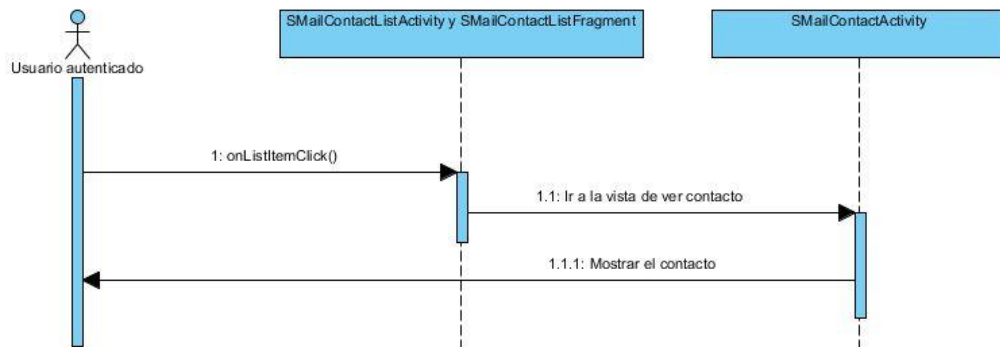 SMailContactListActivity y SMailContactListFragment
SMailContactActivity
Usuario autenticado
1: onListItemClick()
1.1: Ir a la vista de ver contacto
1.1.1: Mostrar el contacto